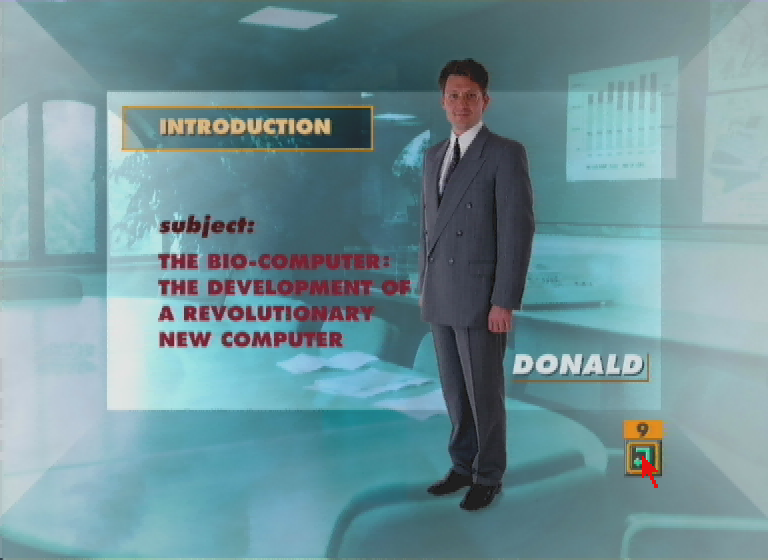 INTRODUCTION
subject:
THE BIO-COMPUTER:
THE DEVELOPMENT OF
A REVOLUTIONARY
NEW COMPUTER
DONALD
9